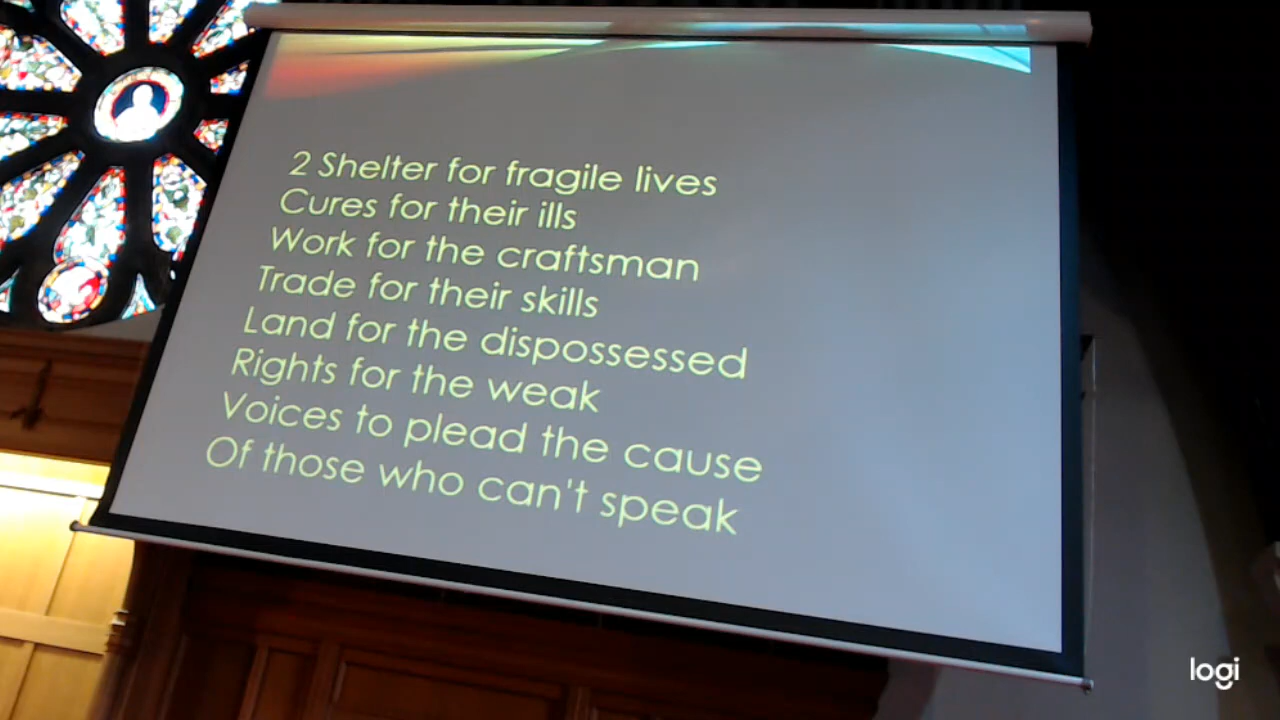 2 Shelter for fragile lives
Cures for their ills
Work for the craftsman
Trade for their skills
Land for the dispossessed
Rights for the weak
Voices to plead the cause
Of those who can't speak
logi